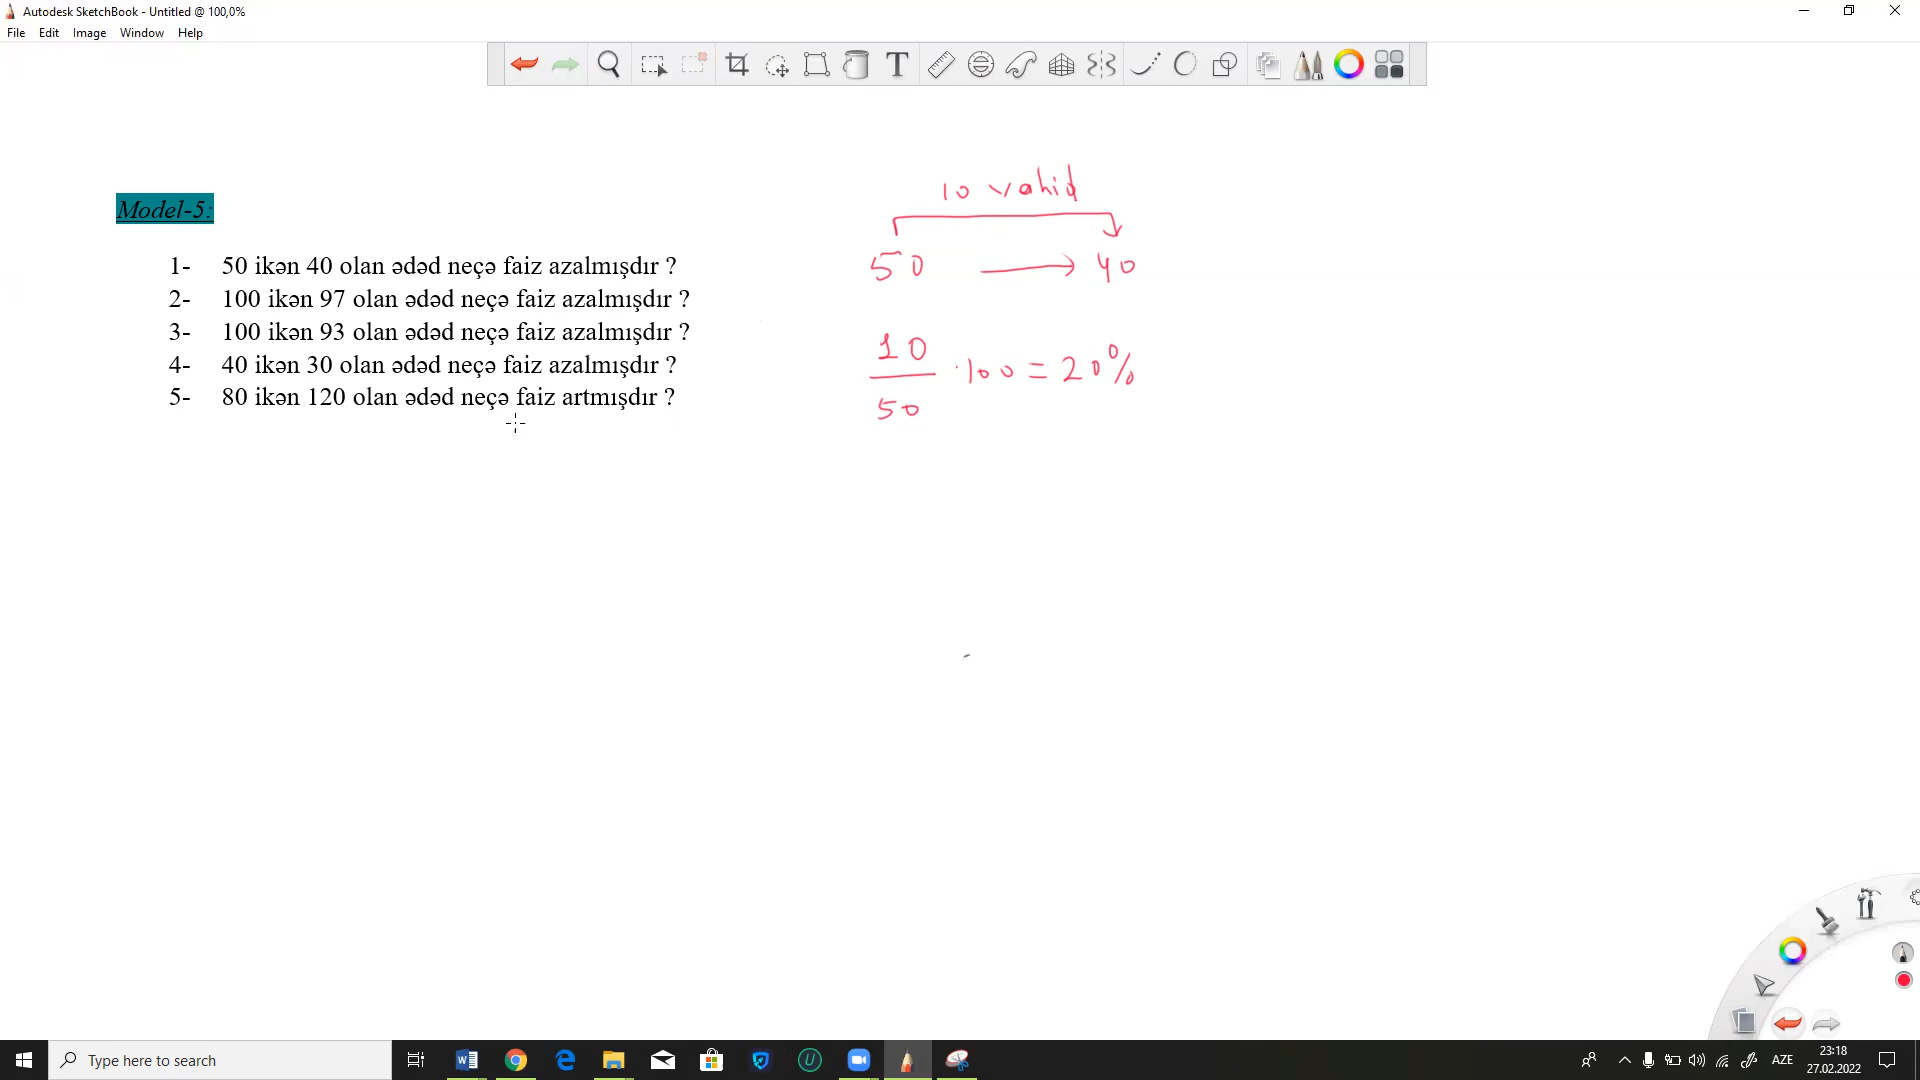 Autodesk SketchBook - Untitled @ 100,0%
File Edit Image Window Help
T
Model-5:
1- 50 ikən 40 olan ədəd neçə faiz azalmışdır ?
2- 100 ikən 97 olan ədəd neçə faiz azalmışdır ?
3- 100 ikən 93 olan ədəd neçə faiz azalmışdır ?
4- 40 ikən 30 olan ədəd neçə faiz azalmışdır ?
5- 80 ikən 120 olan ədəd neçə faiz artmışdır ?
10 vahid
50 → 40
10
50
·100 = 20%
Type here to search
AZE
23:18
27.02.2022